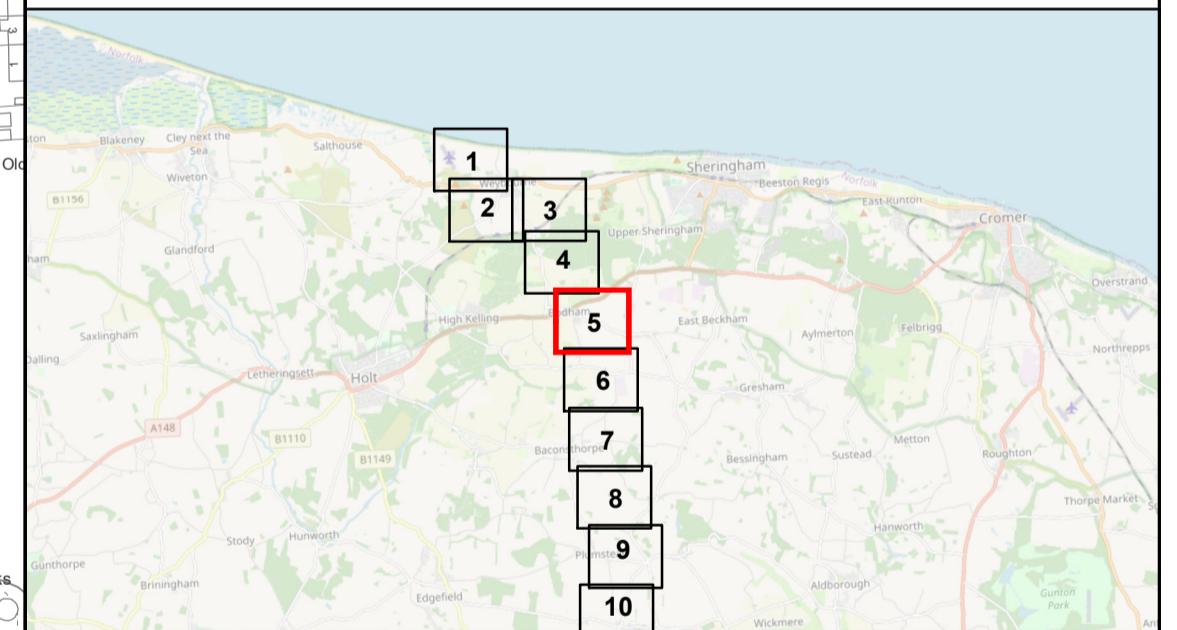 3
1
Norfolk
Blakeney
Cley next the
Sea
Salthouse
Wiveton
B1156
Glandford
1
Weybourne
2
3
4
Sheringham
Beeston Regis
Norfolk
East Runton
Cromer
Upper Sheringham
Overstrand
Saxlingham
High Kelling
Bodham
5
East Beckham
Aylmerton
Felbrigg
Northrepps
Letheringsett
Holt
6
Gresham
A148
B1110
B1149
Baconsthorpe
7
Bessingham
Sustead
Metton
Roughton
8
Thorpe Market
Stody
Hunworth
Hanworth
9
Briningham
Edgefield
10
Aldborough
Gunton
Park
Wickmere
Gunthorpe